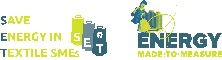 SAVE
ENERGY IN
TEXTILE SMEs
S E T
ENERGY
MADE-TO-MEASURE